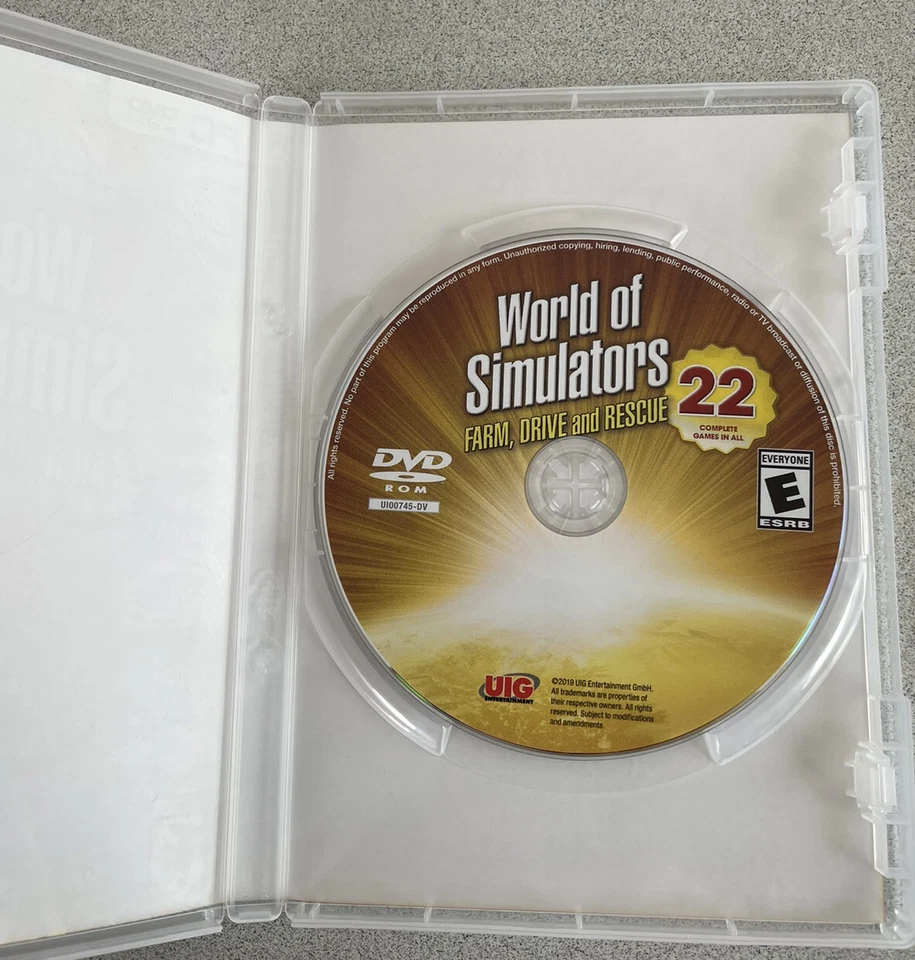 All rights reserved. No part of this program may be reproduced in any form. Unauthorized copying, hiring, lending, public performance, radio or TV broadcast or diffusion of this disc is prohibited.
World of
Simulators
FARM, DRIVE and RESCUE
22
COMPLETE
GAMES IN ALL
DVD
ROM
UI00745-DV
EVERYONE
E
ESRB
UIG
ENTERTAINMENT
©2019 UIG Entertainment GmbH.
All trademarks are properties of
their respective owners. All rights
reserved. Subject to modifications
and amendments.